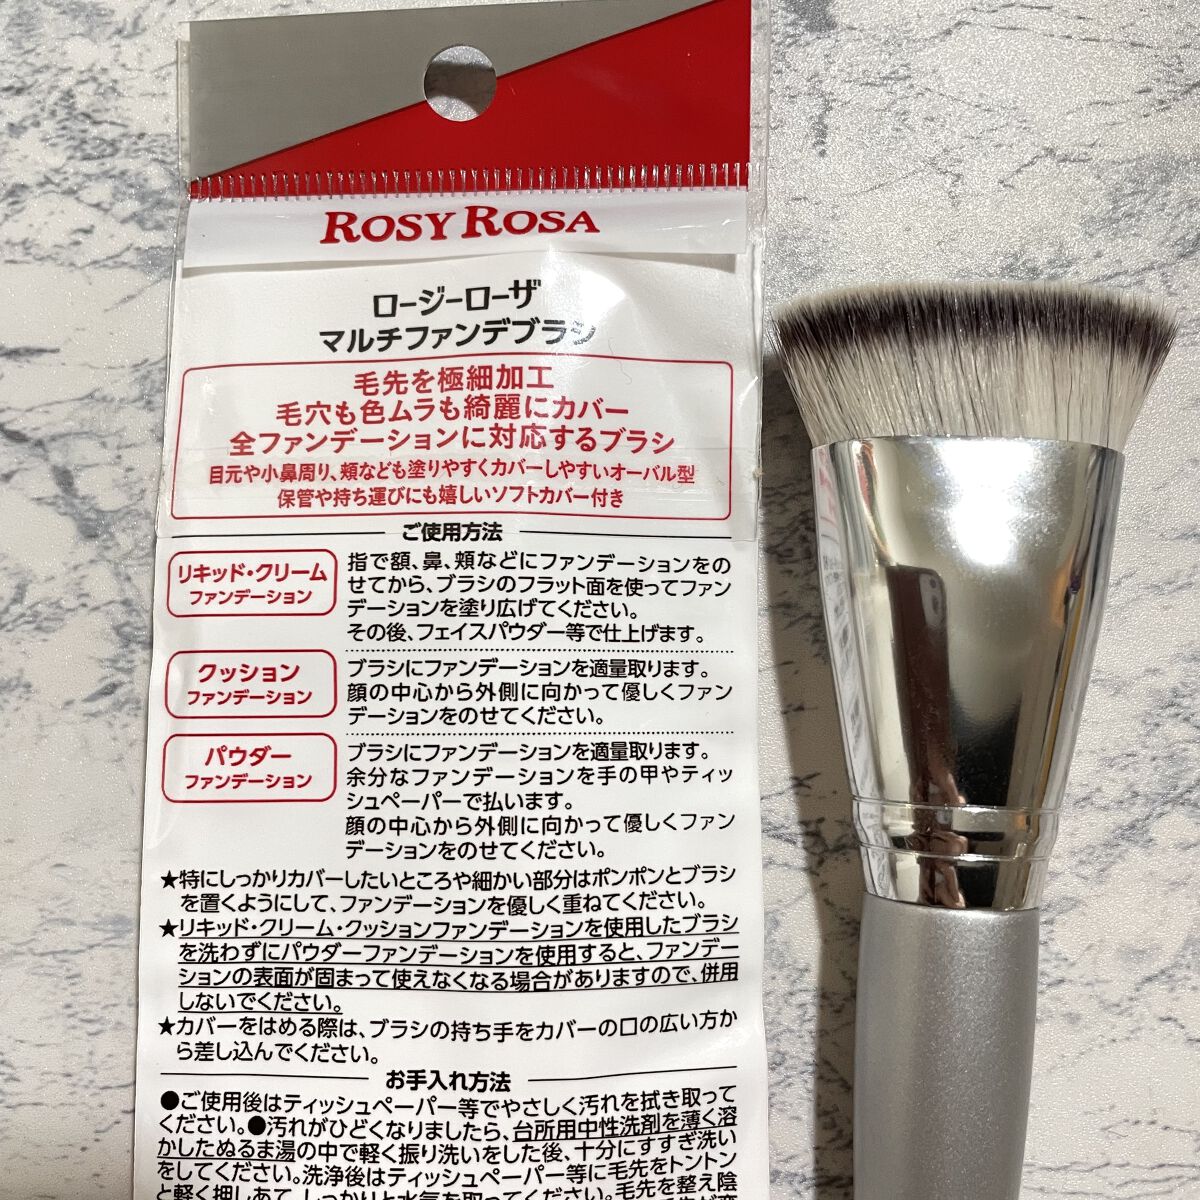 ROSY ROSA
ロージーローザ
マルチファンデブラシ
毛先を極細加工
毛穴も色ムラも綺麗にカバー
全ファンデーションに対応するブラシ
目元や小鼻周り、頬なども塗りやすくカバーしやすいオーバル型
保管や持ち運びにも嬉しいソフトカバー付き
ご使用方法
リキッド・クリーム
ファンデーション
指で額、鼻、頬などにファンデーションをの
せてから、ブラシのフラット面を使ってファン
デーションを塗り広げてください。
その後、フェイスパウダー等で仕上げます。
クッション
ファンデーション
ブラシにファンデーションを適量取ります。
顔の中心から外側に向かって優しくファン
デーションをのせてください。
パウダー
ファンデーション
ブラシにファンデーションを適量取ります。
余分なファンデーションを手の甲やティッ
シュペーパーで払います。
顔の中心から外側に向かって優しくファン
デーションをのせてください。
★特にしっかりカバーしたいところや細かい部分はポンポンとブラシ
を置くようにして、ファンデーションを優しく重ねてください。
★リキッド・クリーム・クッションファンデーションを使用したブラシ
を洗わずにパウダーファンデーションを使用すると、ファンデー
ションの表面が固まって使えなくなる場合がありますので、併用
しないでください。
★カバーをはめる際は、ブラシの持ち手をカバーの口の広い方か
ら差し込んでください。
お手入れ方法
●ご使用後はティッシュペーパー等でやさしく汚れを拭き取って
ください。●汚れがひどくなりましたら、台所用中性洗剤を薄く溶
かしたぬるま湯の中で軽く振り洗いをした後、十分にすすぎ洗い
をしてください。洗浄後はティッシュペーパー等に毛先をトントン
と軽く押しあて、しっかりと水気を取ってください。毛先を整え陰